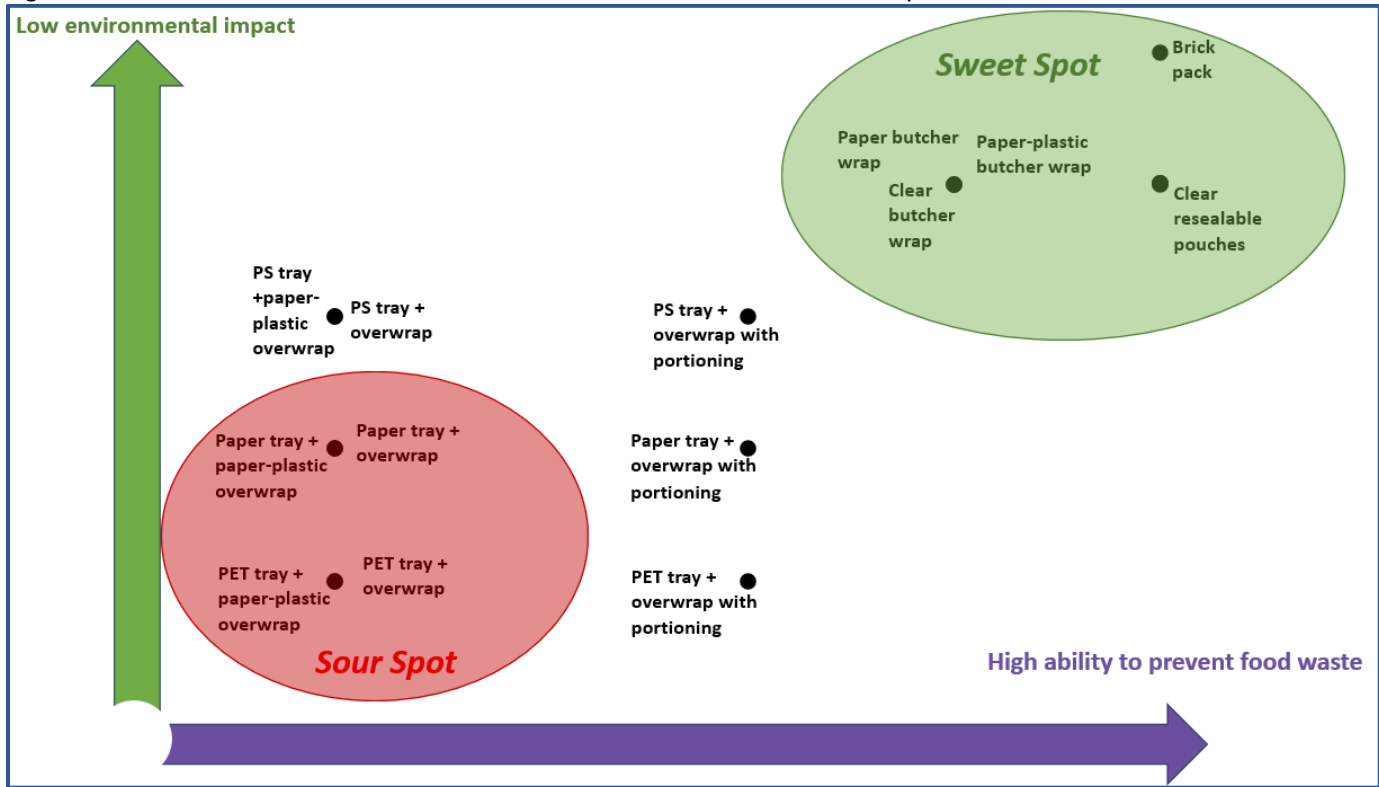 Low environmental impact
Sweet Spot
Brick
pack
Paper butcher
wrap
Paper-plastic
butcher wrap
Clear
butcher
wrap
Clear
resealable
pouches
PS tray
+paper-
plastic
overwrap
PS tray +
overwrap
PS tray +
overwrap with
portioning
Paper tray +
paper-plastic
overwrap
Paper tray +
overwrap
Paper tray +
overwrap with
portioning
PET tray +
paper-plastic
overwrap
PET tray +
overwrap
PET tray +
overwrap with
portioning
Sour Spot
High ability to prevent food waste